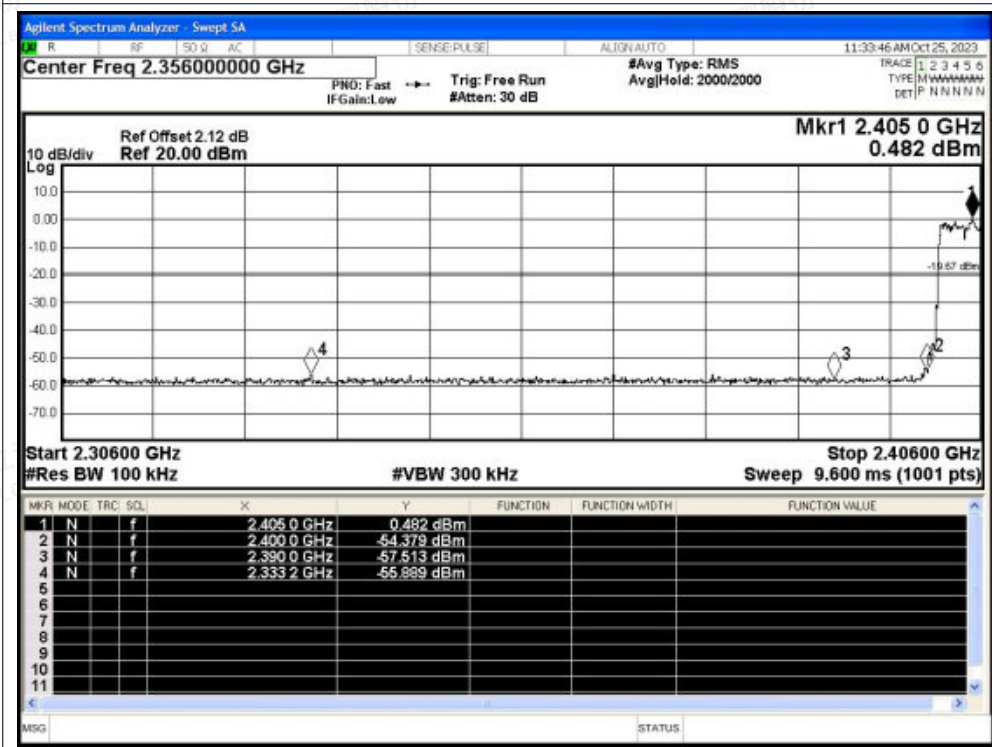 Agilent Spectrum Analyzer - Swept SA
R RF 50 Ω AC SENSE:PULSE ALIGN AUTO 11:33:46 AM Oct 25, 2023
Center Freq 2.356000000 GHz
PNO: Fast
IFGain:Low
Trig: Free Run
#Atten: 30 dB
#Avg Type: RMS
Avg|Hold: 2000/2000
TRACE 1 2 3 4 5 6
TYPE M
DET P N N N N N
Ref Offset 2.12 dB
10 dB/div Ref 20.00 dBm
Log
Mkr1 2.405 0 GHz
0.482 dBm
10.0
0.00
-10.0
-20.0
-30.0
-40.0
-50.0
-60.0
-70.0
1
-19.67 dBm
4
3
2
Start 2.30600 GHz Stop 2.40600 GHz
#Res BW 100 kHz #VBW 300 kHz Sweep 9.600 ms (1001 pts)
MKR MODE TRC SCL X Y FUNCTION FUNCTION WIDTH FUNCTION VALUE
1 N f 2.405 0 GHz 0.482 dBm
2 N f 2.400 0 GHz -54.379 dBm
3 N f 2.390 0 GHz -57.513 dBm
4 N f 2.333 2 GHz -55.889 dBm
5
6
7
8
9
10
11
MSG STATUS